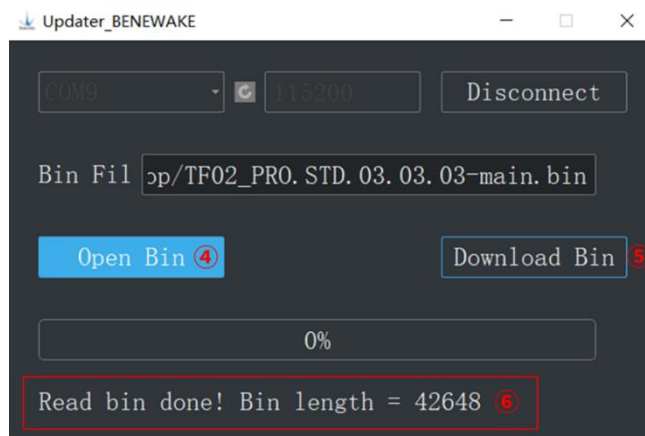 Updater_BENEWAKE
COM9 115200 Disconnect
Bin Fil op/TF02_PRO.STD.03.03.03-main.bin
Open Bin ④ Download Bin ⑤
0%
Read bin done! Bin length = 42648 ⑥